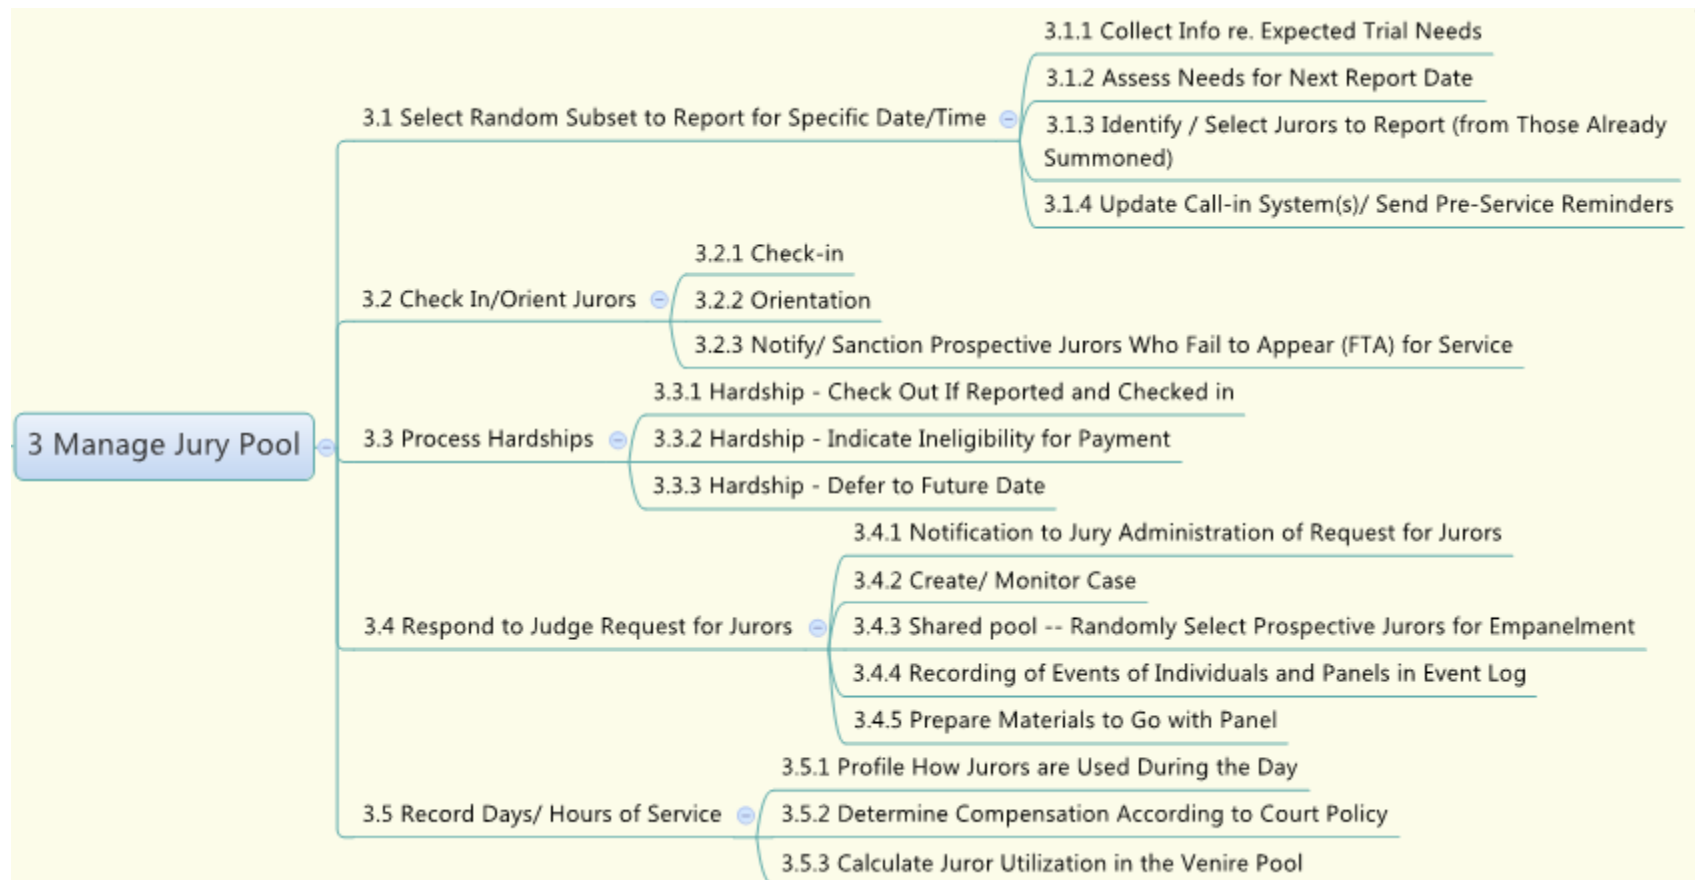 3 Manage Jury Pool
3.1 Select Random Subset to Report for Specific Date/Time
3.1.1 Collect Info re. Expected Trial Needs
3.1.2 Assess Needs for Next Report Date
3.1.3 Identify / Select Jurors to Report (from Those Already
Summoned)
3.1.4 Update Call-in System(s)/ Send Pre-Service Reminders
3.2 Check In/Orient Jurors
3.2.1 Check-in
3.2.2 Orientation
3.2.3 Notify/ Sanction Prospective Jurors Who Fail to Appear (FTA) for Service
3.3 Process Hardships
3.3.1 Hardship - Check Out If Reported and Checked in
3.3.2 Hardship - Indicate Ineligibility for Payment
3.3.3 Hardship - Defer to Future Date
3.4 Respond to Judge Request for Jurors
3.4.1 Notification to Jury Administration of Request for Jurors
3.4.2 Create/ Monitor Case
3.4.3 Shared pool -- Randomly Select Prospective Jurors for Empanelment
3.4.4 Recording of Events of Individuals and Panels in Event Log
3.4.5 Prepare Materials to Go with Panel
3.5 Record Days/ Hours of Service
3.5.1 Profile How Jurors are Used During the Day
3.5.2 Determine Compensation According to Court Policy
3.5.3 Calculate Juror Utilization in the Venire Pool